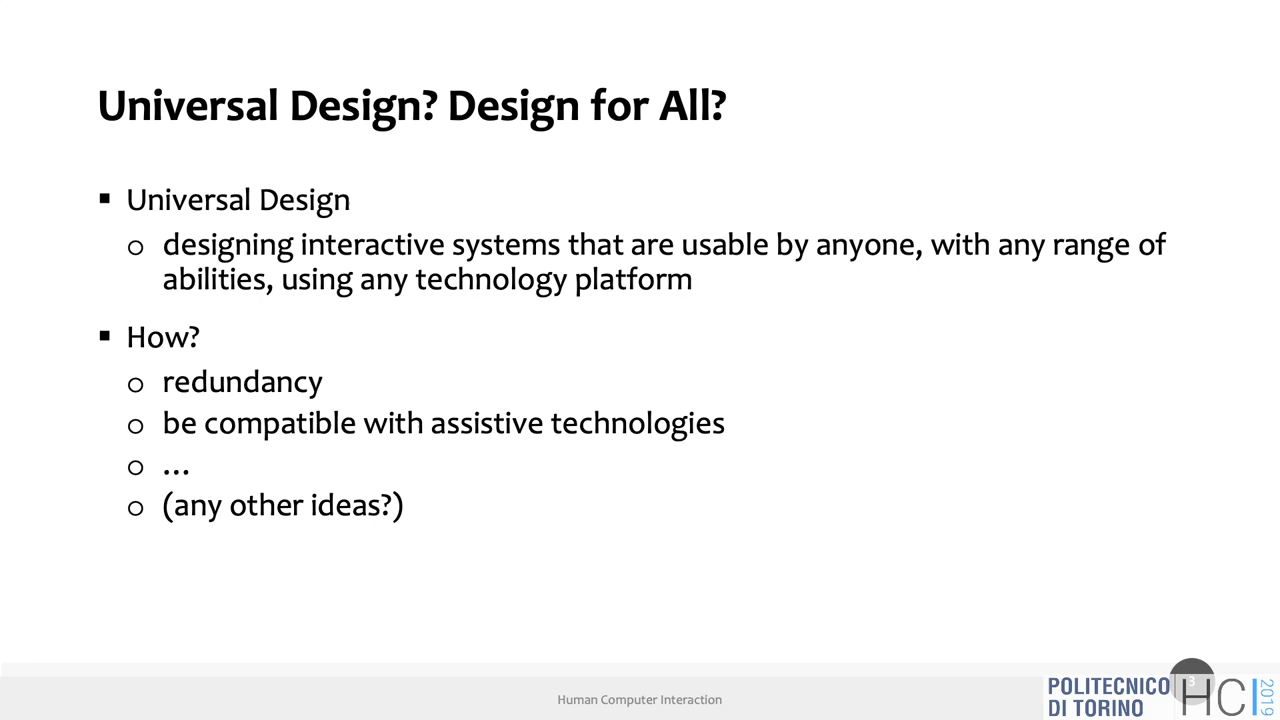 Universal Design? Design for All?
▪ Universal Design
o designing interactive systems that are usable by anyone, with any range of
abilities, using any technology platform
▪ How?
o redundancy
o be compatible with assistive technologies
o ...
o (any other ideas?)
Human Computer Interaction
POLITECNICO
DI TORINO
3
HCI
2019